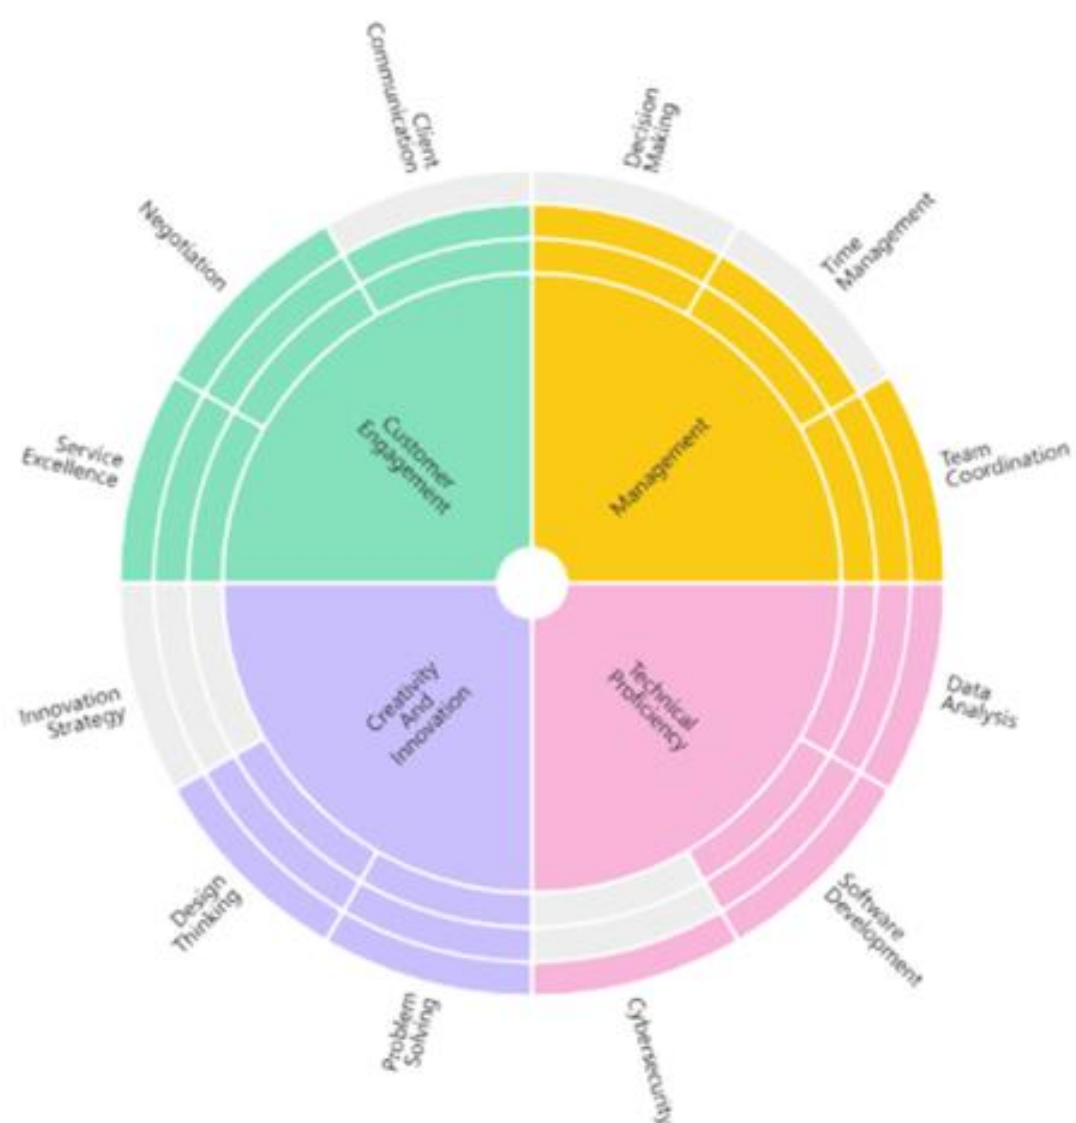 Client
Communication
Decision
Making
Time
Management
Team
Coordination
Data
Analysis
Software
Development
Cybersecurity
Problem
Solving
Design
Thinking
Innovation
Strategy
Service
Excellence
Negotiation
Customer
Engagement
Management
Technical
Proficiency
Creativity
And
Innovation